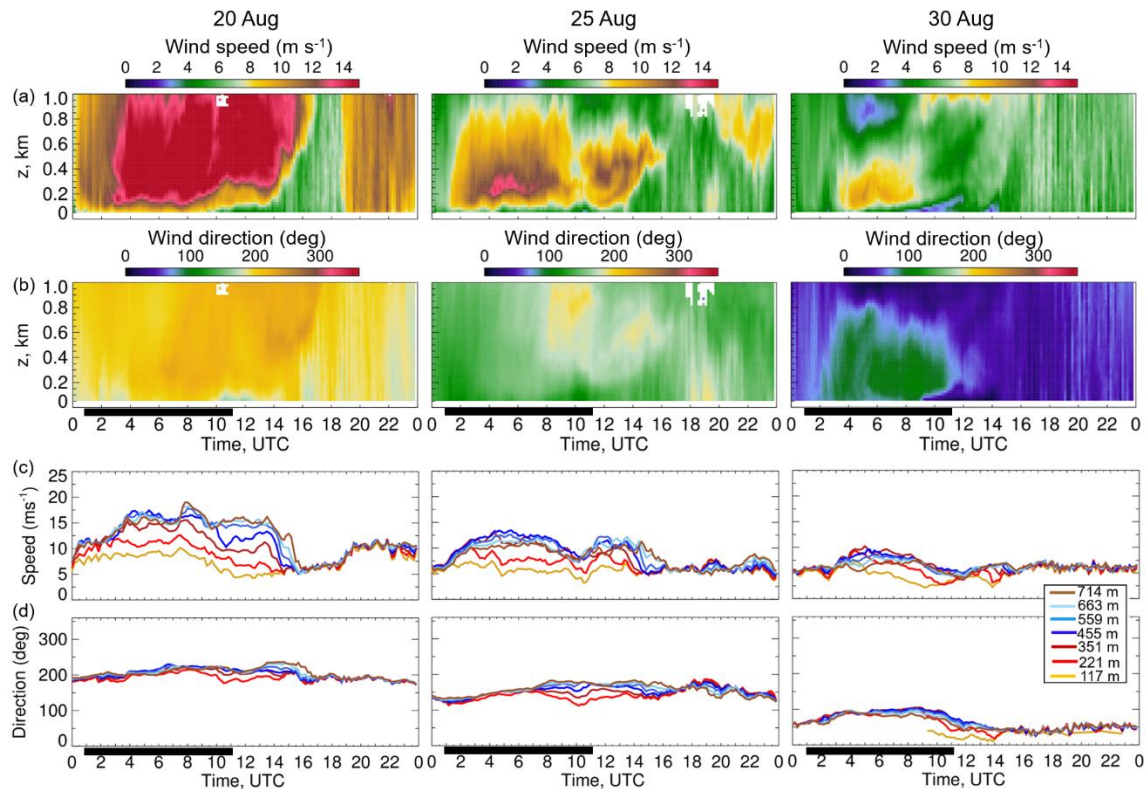 20 Aug 25 Aug 30 Aug
Wind speed (m s⁻¹) Wind speed (m s⁻¹) Wind speed (m s⁻¹)
0 2 4 6 8 10 12 14 0 2 4 6 8 10 12 14 0 2 4 6 8 10 12 14
(a)
z, km
1.0
0.8
0.6
0.4
0.2
0
Wind direction (deg) Wind direction (deg) Wind direction (deg)
0 100 200 300 0 100 200 300 0 100 200 300
(b)
z, km
1.0
0.8
0.6
0.4
0.2
0
0 2 4 6 8 10 12 14 16 18 20 22 0 2 4 6 8 10 12 14 16 18 20 22 0 2 4 6 8 10 12 14 16 18 20 22 0
Time, UTC Time, UTC Time, UTC
(c)
Speed (ms⁻¹)
25
20
15
10
5
0
714 m
663 m
559 m
455 m
351 m
221 m
117 m
(d)
Direction (deg)
300
200
100
0
0 2 4 6 8 10 12 14 16 18 20 22 0 2 4 6 8 10 12 14 16 18 20 22 0 2 4 6 8 10 12 14 16 18 20 22 0
Time, UTC Time, UTC Time, UTC